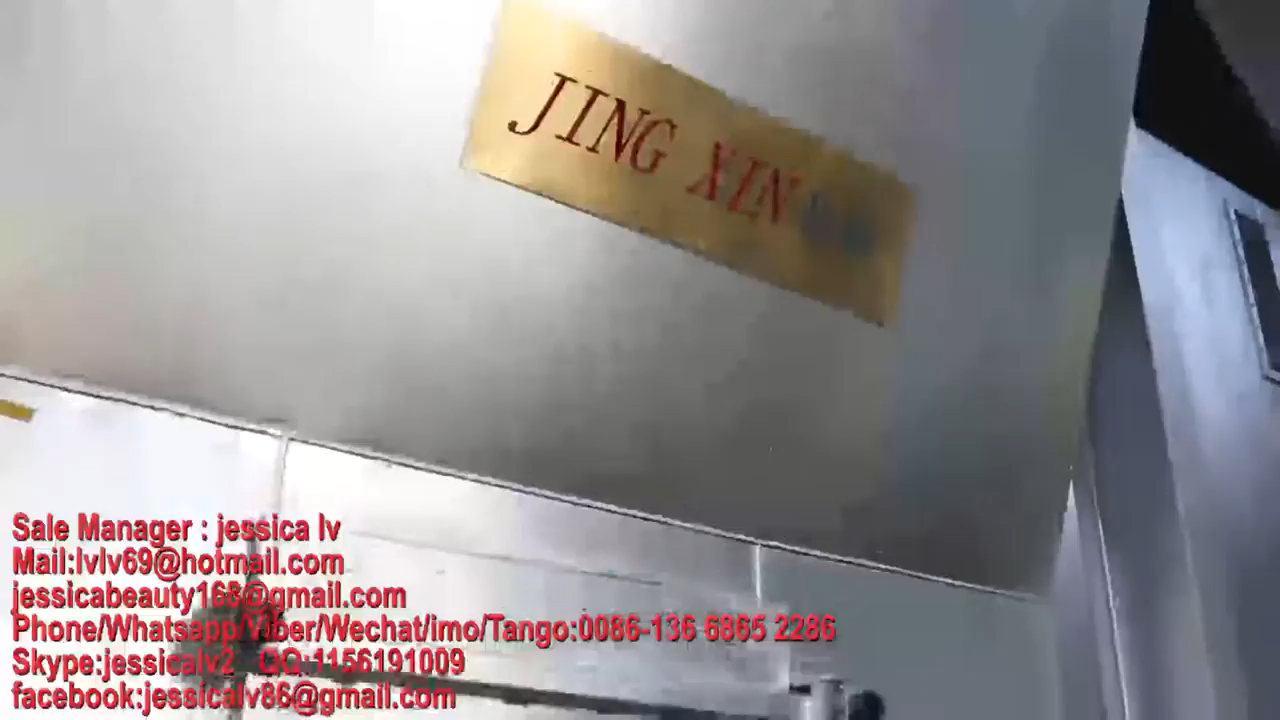 JING XIN
Sale Manager : jessica lv
Mail:lvlv69@hotmail.com
jessicabeauty168@gmail.com
Phone/Whatsapp/Viber/Wechat/imo/Tango:0086-136 6865 2286
Skype:jessicalv2 QQ:1156191009
facebook:jessicalv86@gmail.com